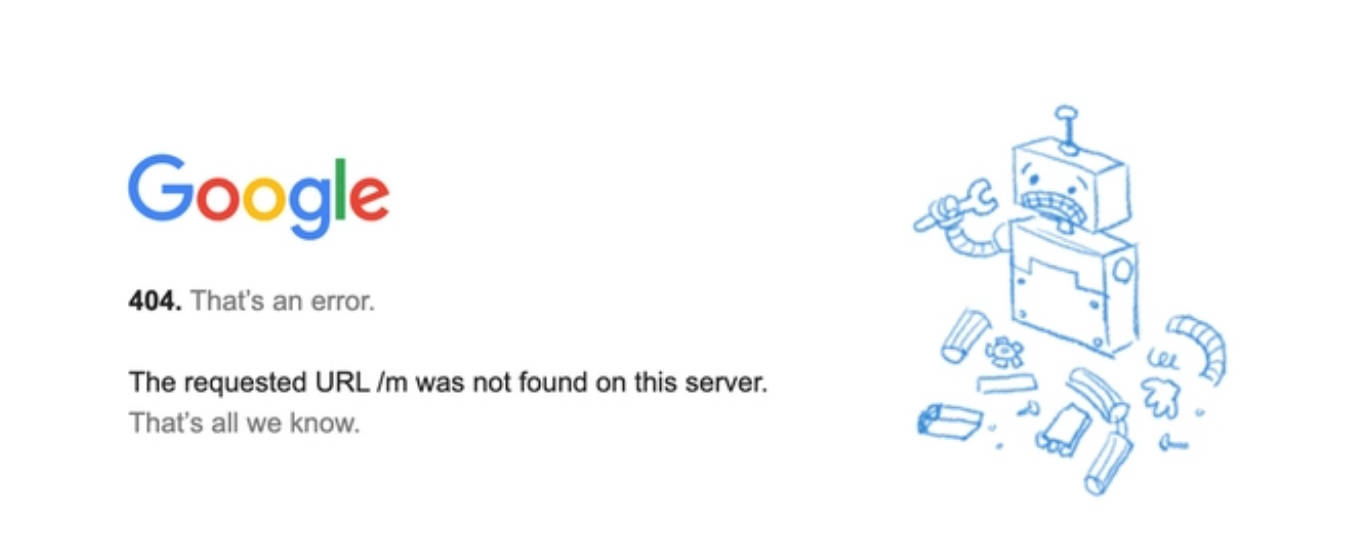 Google
404. That's an error.
The requested URL /m was not found on this server.
That's all we know.